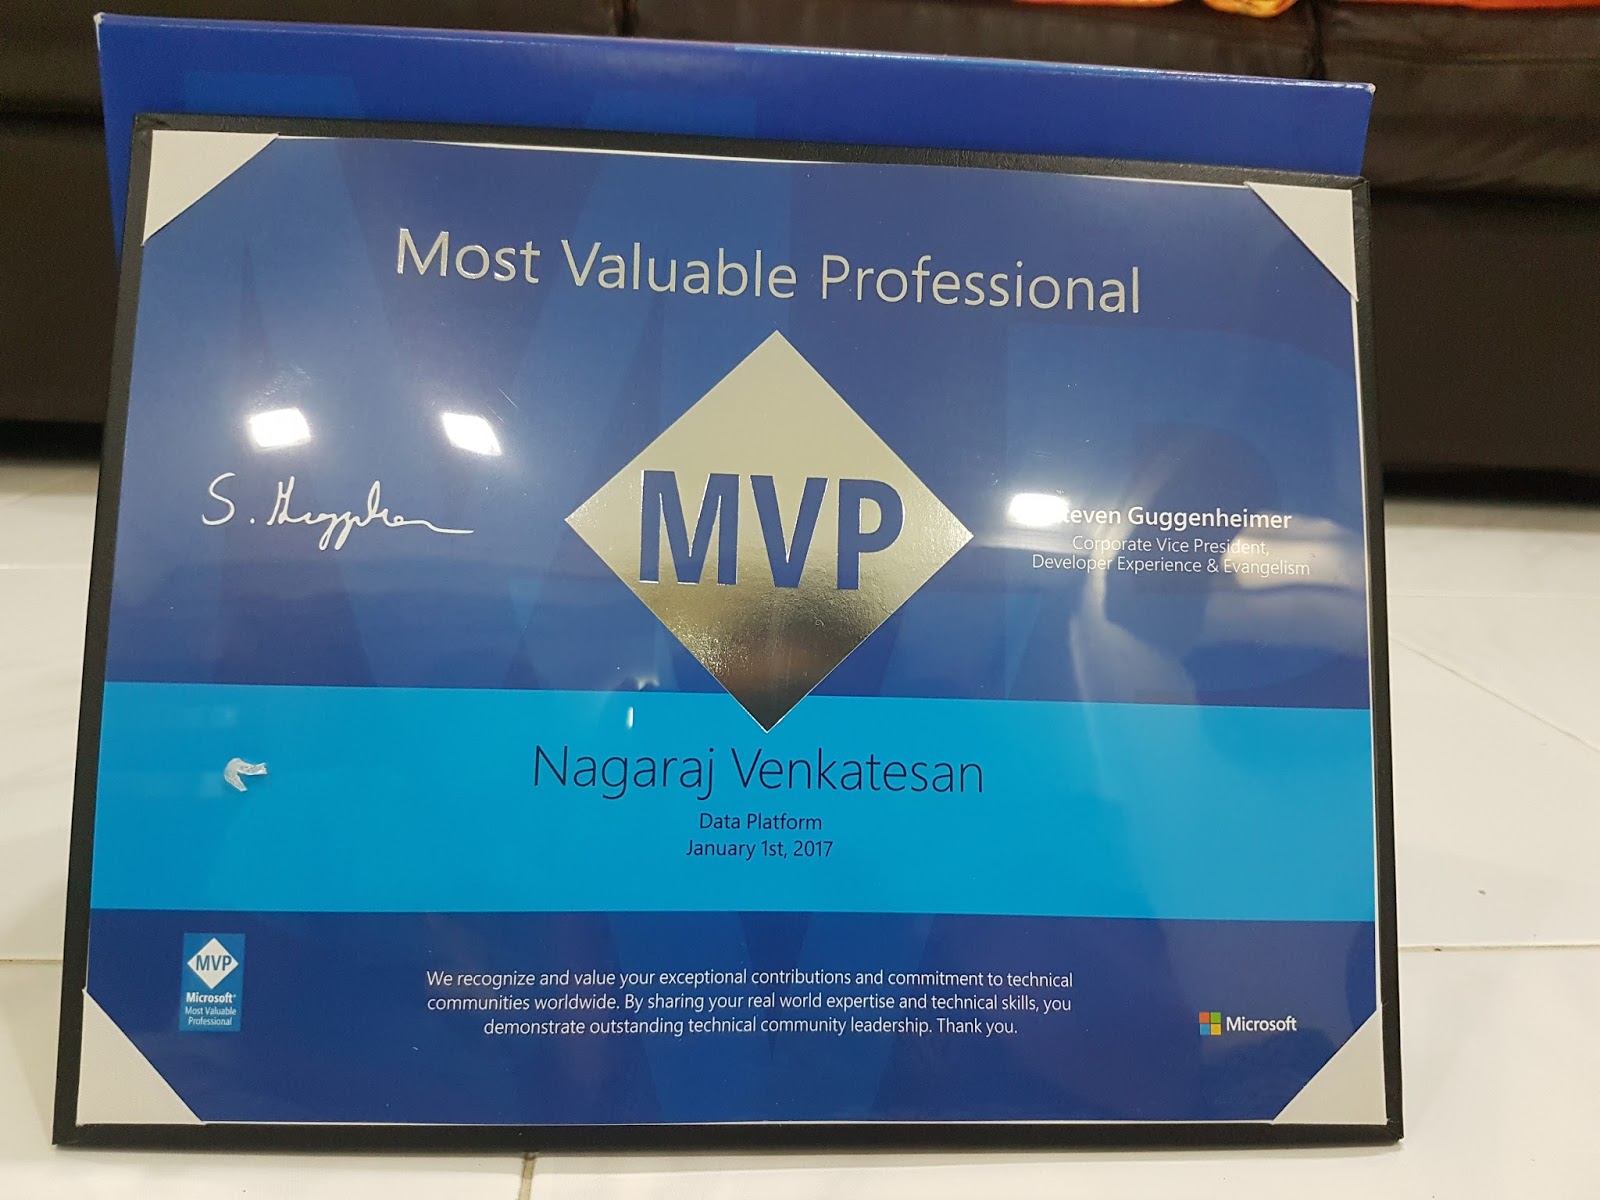 Most Valuable Professional
MVP
S. Guggenheimer
Steven Guggenheimer
Corporate Vice President,
Developer Experience & Evangelism
Nagaraj Venkatesan
Data Platform
January 1st, 2017
MVP
Microsoft®
Most Valuable
Professional
We recognize and value your exceptional contributions and commitment to technical
communities worldwide. By sharing your real world expertise and technical skills, you
demonstrate outstanding technical community leadership. Thank you.
Microsoft